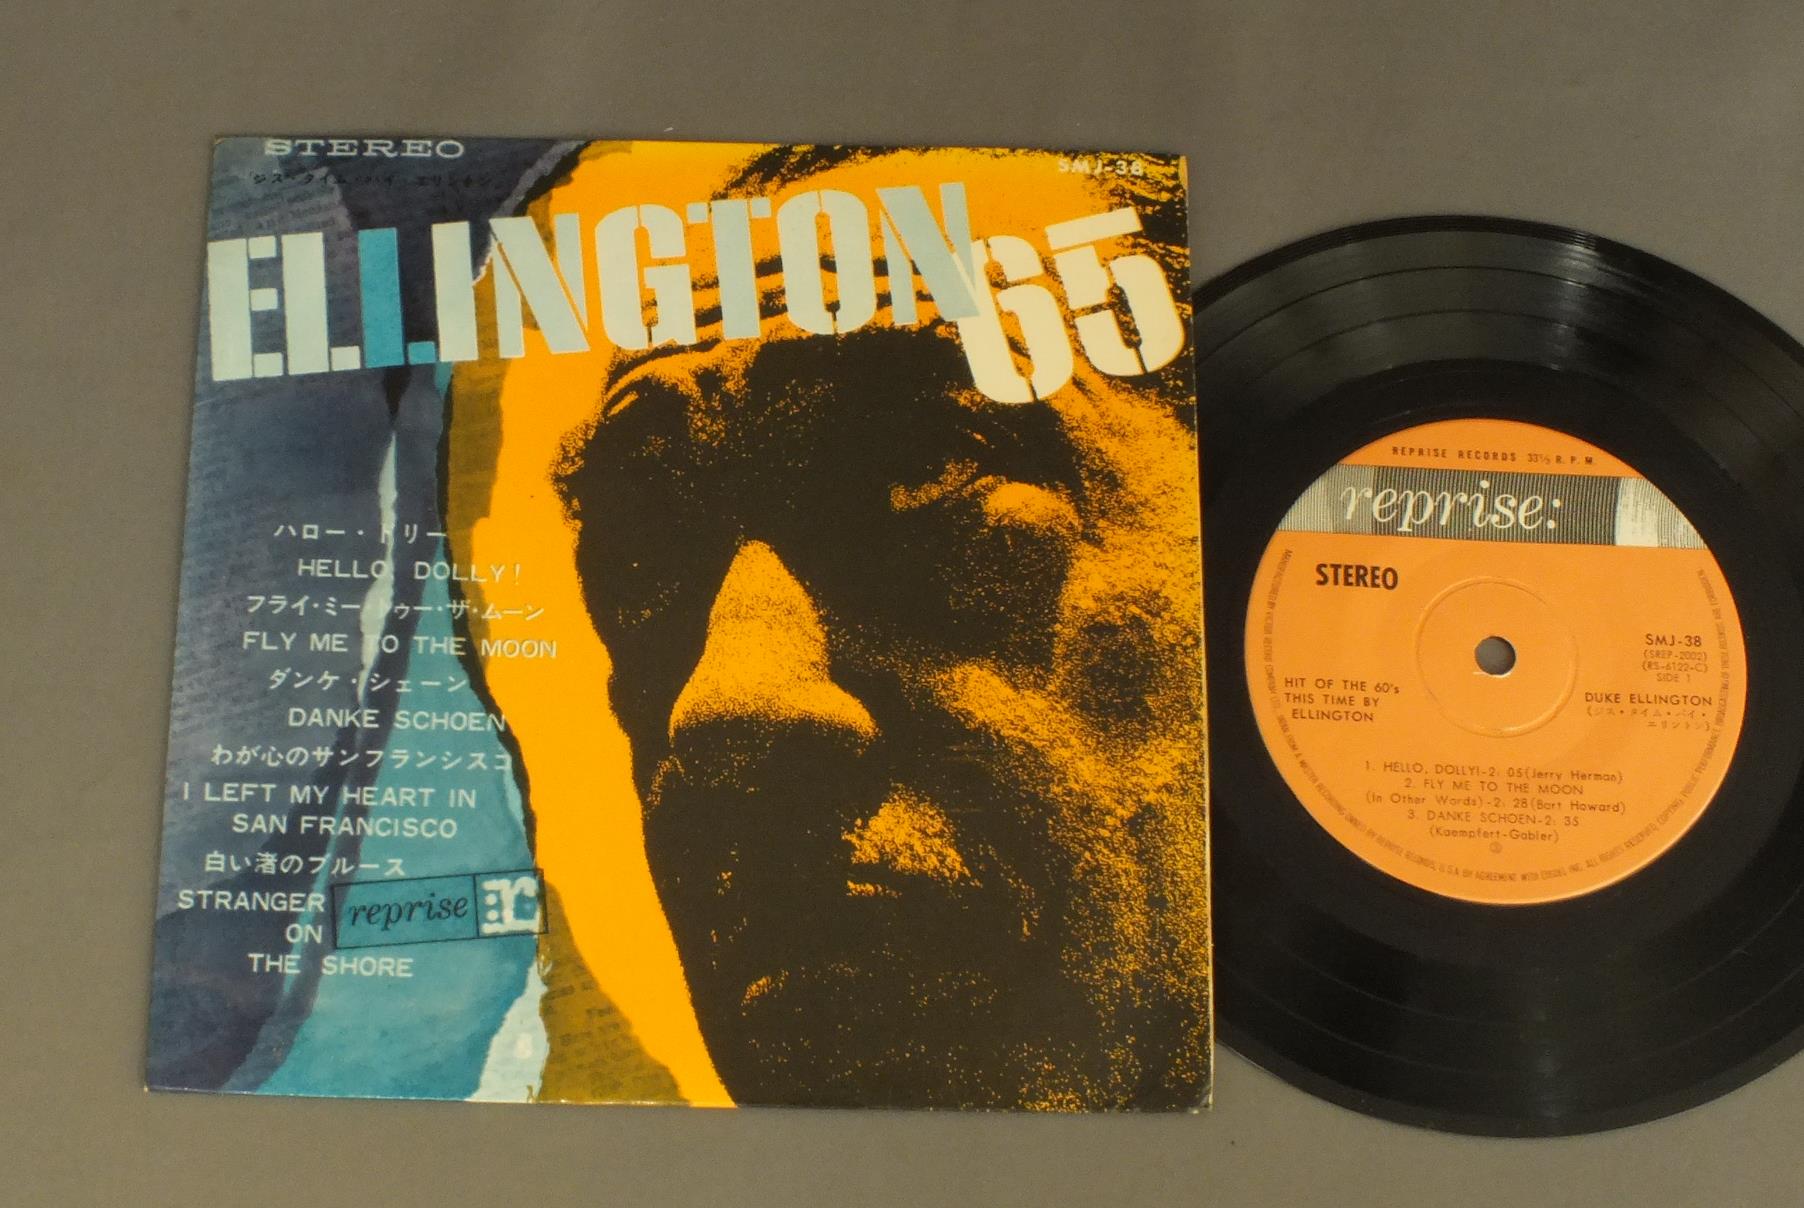 STEREO
SMJ-38
ジス・タイム・バイ・エリントン
ELLINGTON 65
ハロー・ドリー
HELLO, DOLLY!
フライ・ミー・トゥー・ザ・ムーン
FLY ME TO THE MOON
ダンケ・シェーン
DANKE SCHOEN
わが心のサンフランシスコ
I LEFT MY HEART IN
SAN FRANCISCO
白い渚のブルース
STRANGER
ON
THE SHORE
reprise
REPRISE RECORDS 33⅓ R. P. M.
reprise:
STEREO
SMJ-38
(SREP-2002)
(RS-6122-C)
SIDE 1
HIT OF THE 60's
THIS TIME BY
ELLINGTON
DUKE ELLINGTON
(ジス・タイム・バイ・
エリントン)
1. HELLO, DOLLY!-2: 05(Jerry Herman)
2. FLY ME TO THE MOON
(In Other Words)-2: 28(Bart Howard)
3. DANKE SCHOEN-2: 35
(Kaempfert-Gabler)